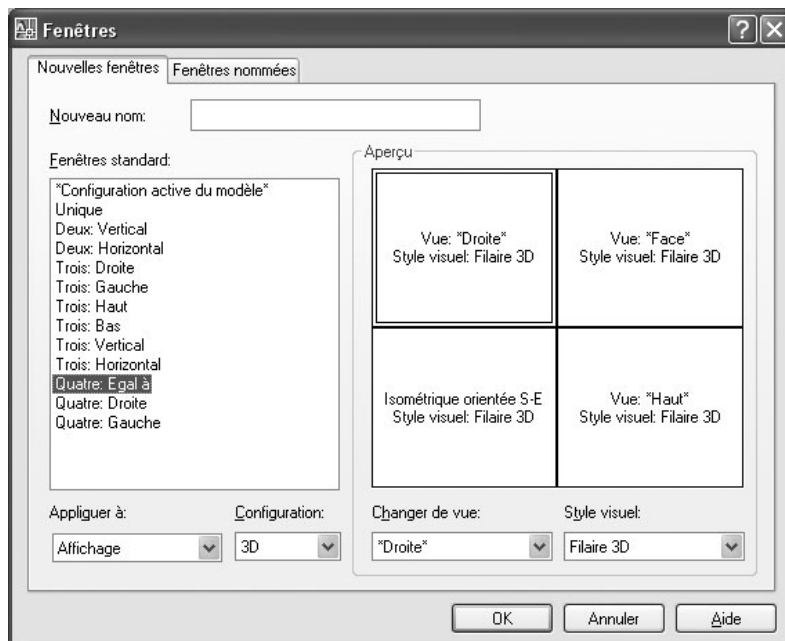 Fenêtres
Nouvelles fenêtres
Fenêtres nommées
Nouveau nom:
Fenêtres standard:
*Configuration active du modèle*
Unique
Deux: Vertical
Deux: Horizontal
Trois: Droite
Trois: Gauche
Trois: Haut
Trois: Bas
Trois: Vertical
Trois: Horizontal
Quatre: Egal à
Quatre: Droite
Quatre: Gauche
Appliquer à:
Affichage
Configuration:
3D
Aperçu
Vue: *Droite*
Style visuel: Filaire 3D
Vue: *Face*
Style visuel: Filaire 3D
Isométrique orientée S-E
Style visuel: Filaire 3D
Vue: *Haut*
Style visuel: Filaire 3D
Changer de vue:
*Droite*
Style visuel:
Filaire 3D
OK
Annuler
Aide